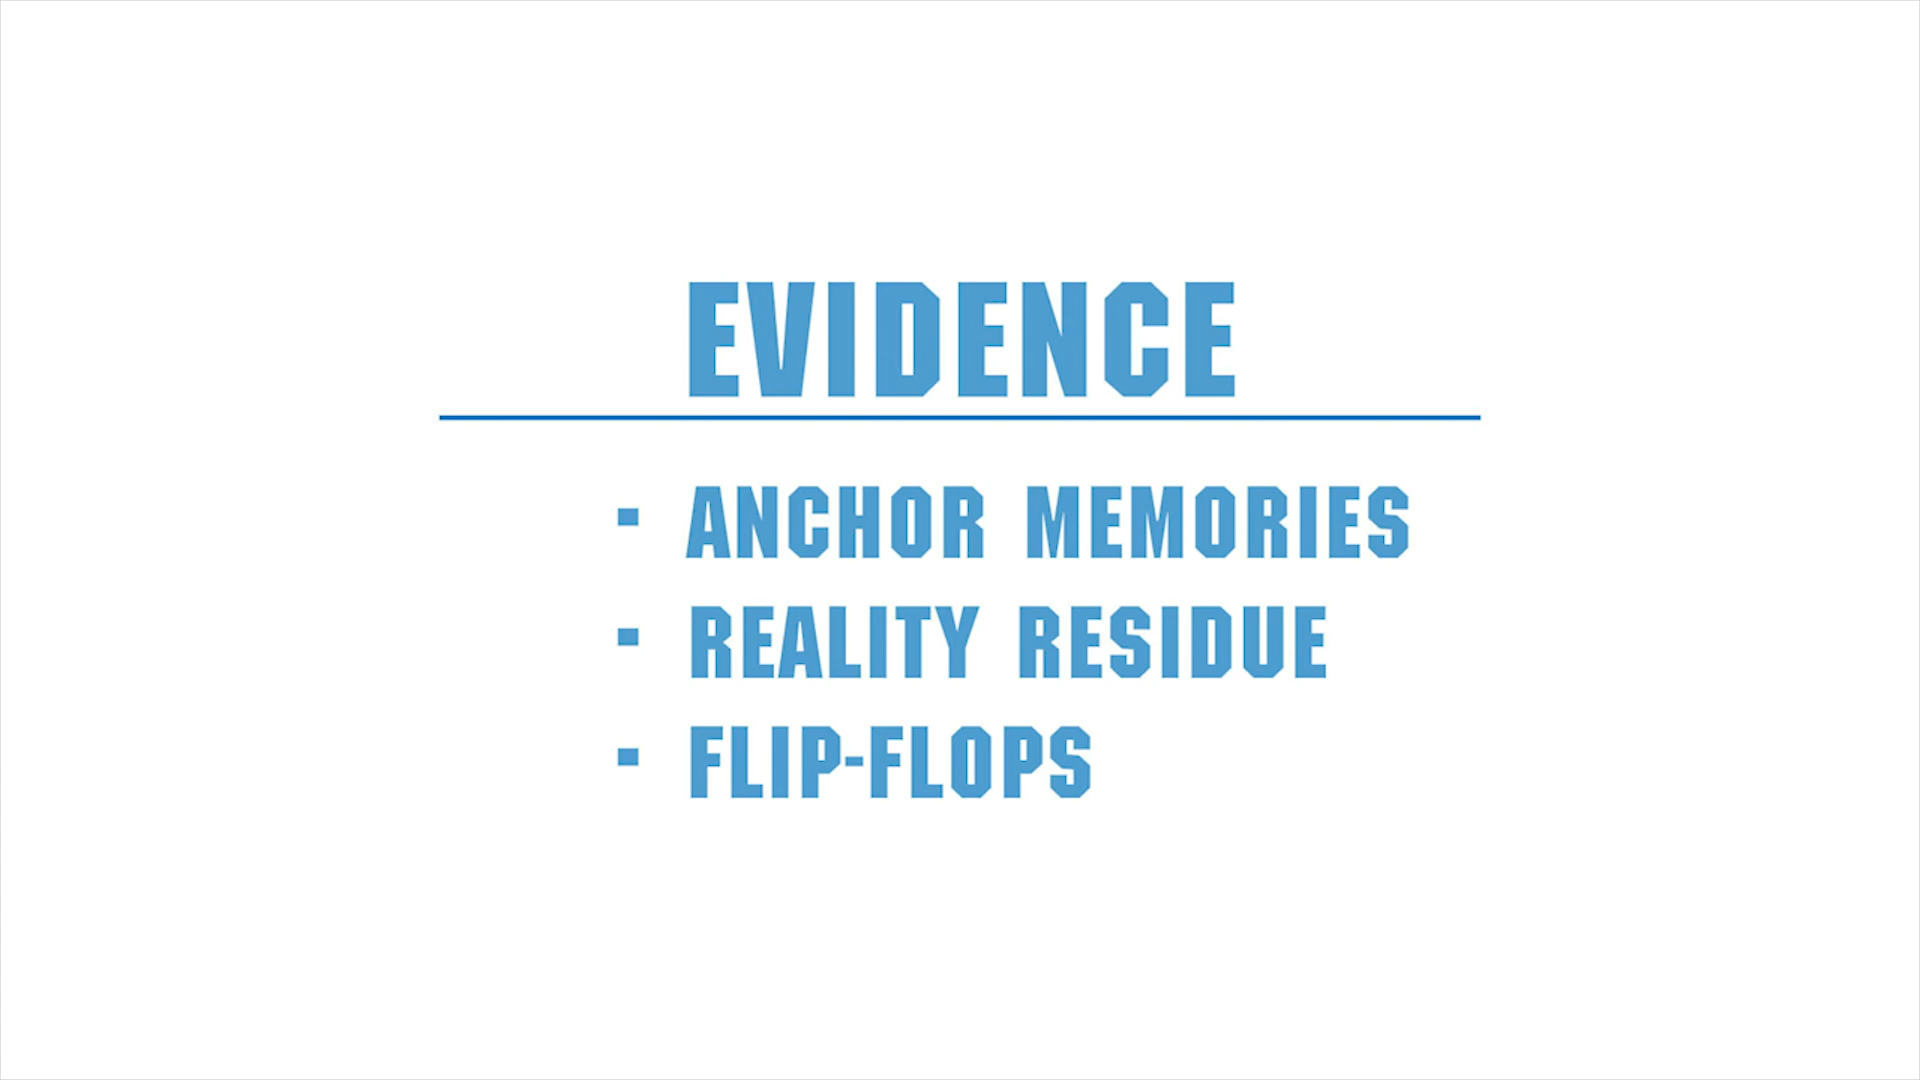 EVIDENCE
- ANCHOR MEMORIES
- REALITY RESIDUE
- FLIP-FLOPS